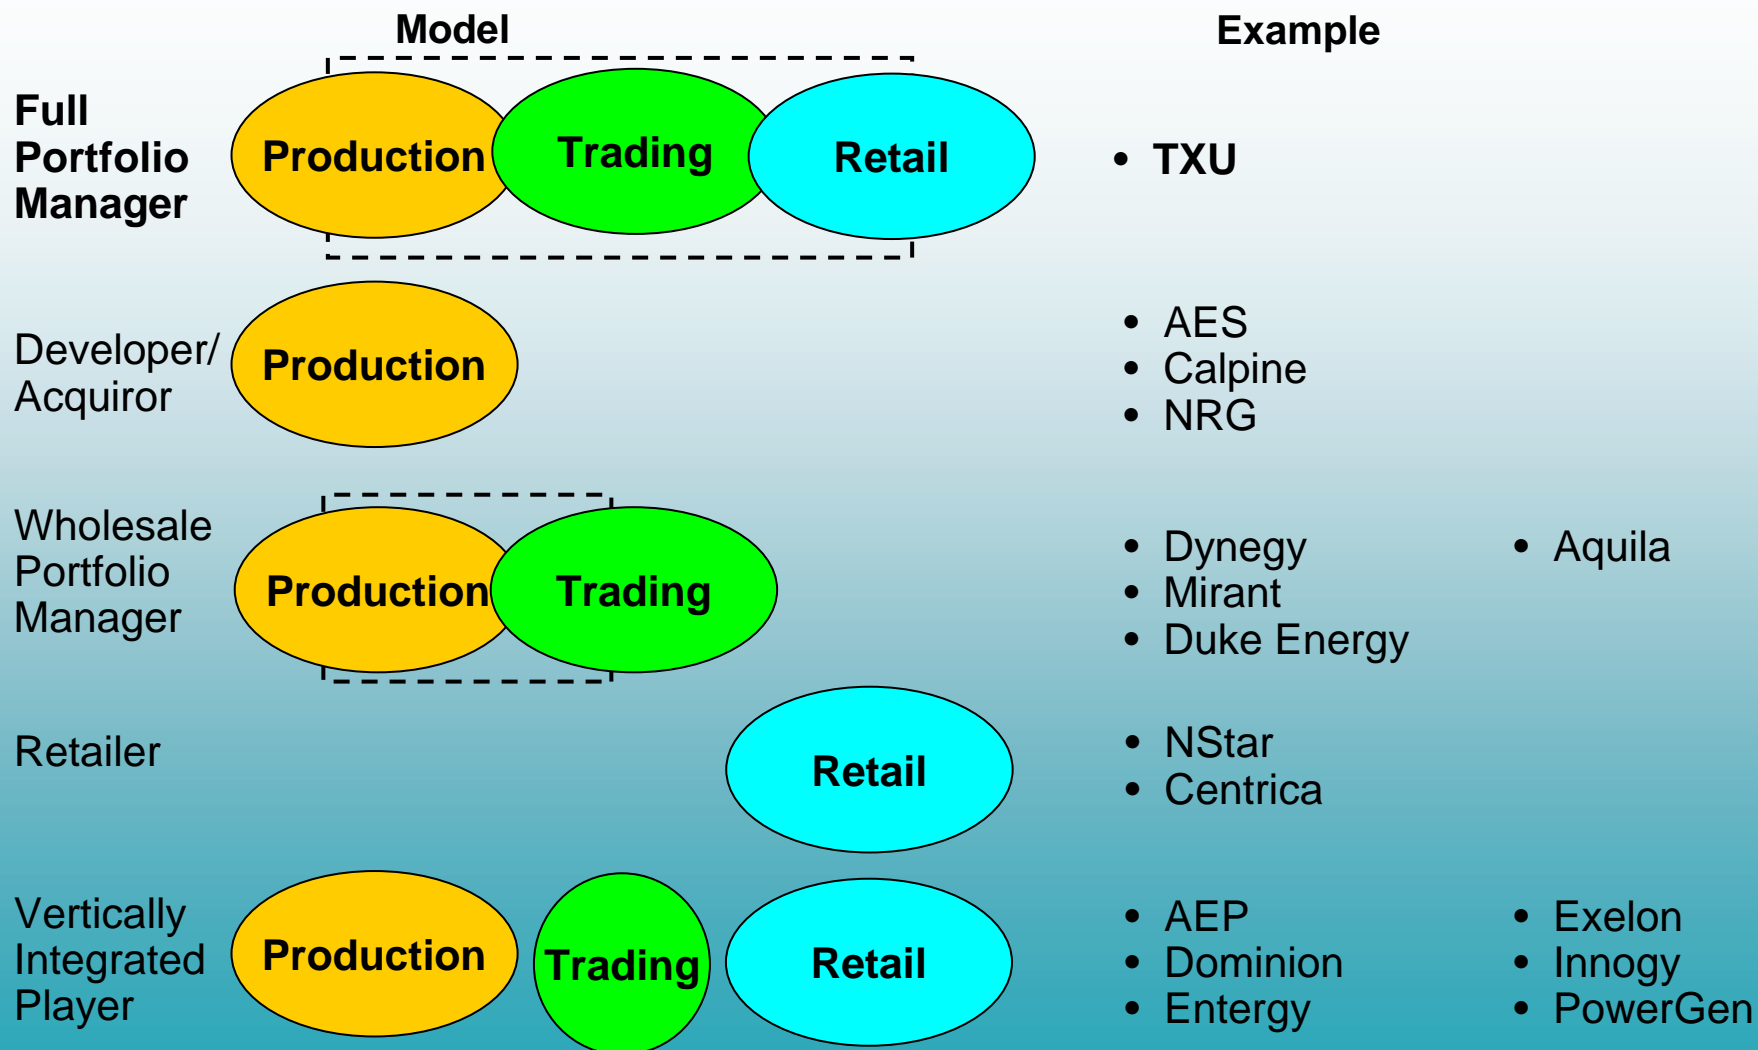 Model Example
Full
Portfolio
Manager
Production Trading Retail
• TXU
Developer/
Acquiror
Production
• AES
• Calpine
• NRG
Wholesale
Portfolio
Manager
Production Trading
• Dynegy • Aquila
• Mirant
• Duke Energy
Retailer
Retail
• NStar
• Centrica
Vertically
Integrated
Player
Production Trading Retail
• AEP • Exelon
• Dominion • Innogy
• Entergy • PowerGen